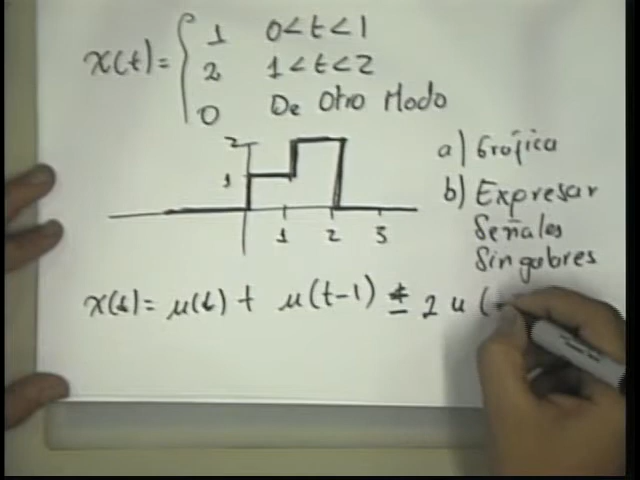 x(t)= { 1 0<t<1
2 1<t<2
0 De Otro Modo
2
1
1 2 3
a) Gráfica
b) Expresar
Señales
Singulares
x(t)= u(t) + u(t-1) ± 2 u (